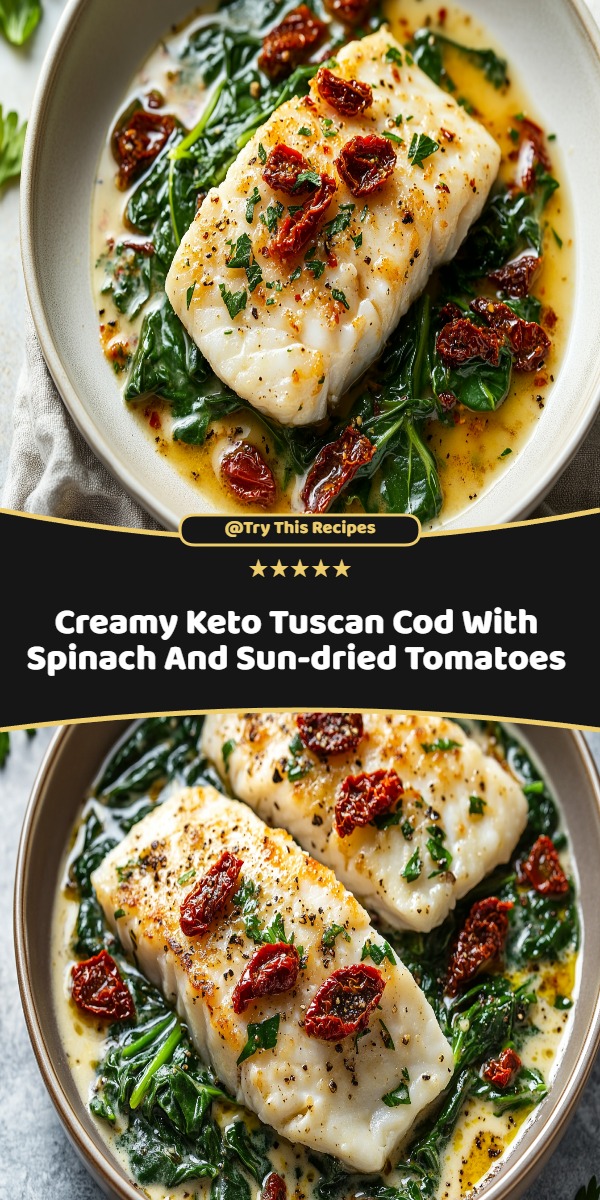 @Try This Recipes
Creamy Keto Tuscan Cod With
Spinach And Sun-dried Tomatoes